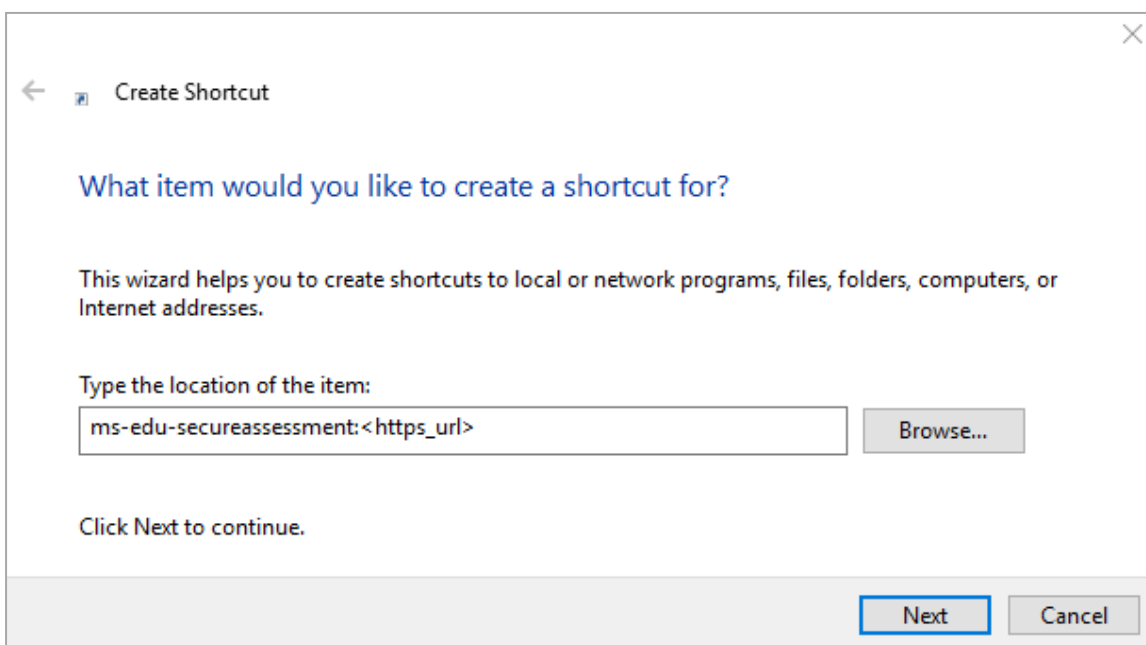 Create Shortcut
What item would you like to create a shortcut for?
This wizard helps you to create shortcuts to local or network programs, files, folders, computers, or
Internet addresses.
Type the location of the item:
ms-edu-secureassessment:<https_url>
Browse...
Click Next to continue.
Next
Cancel